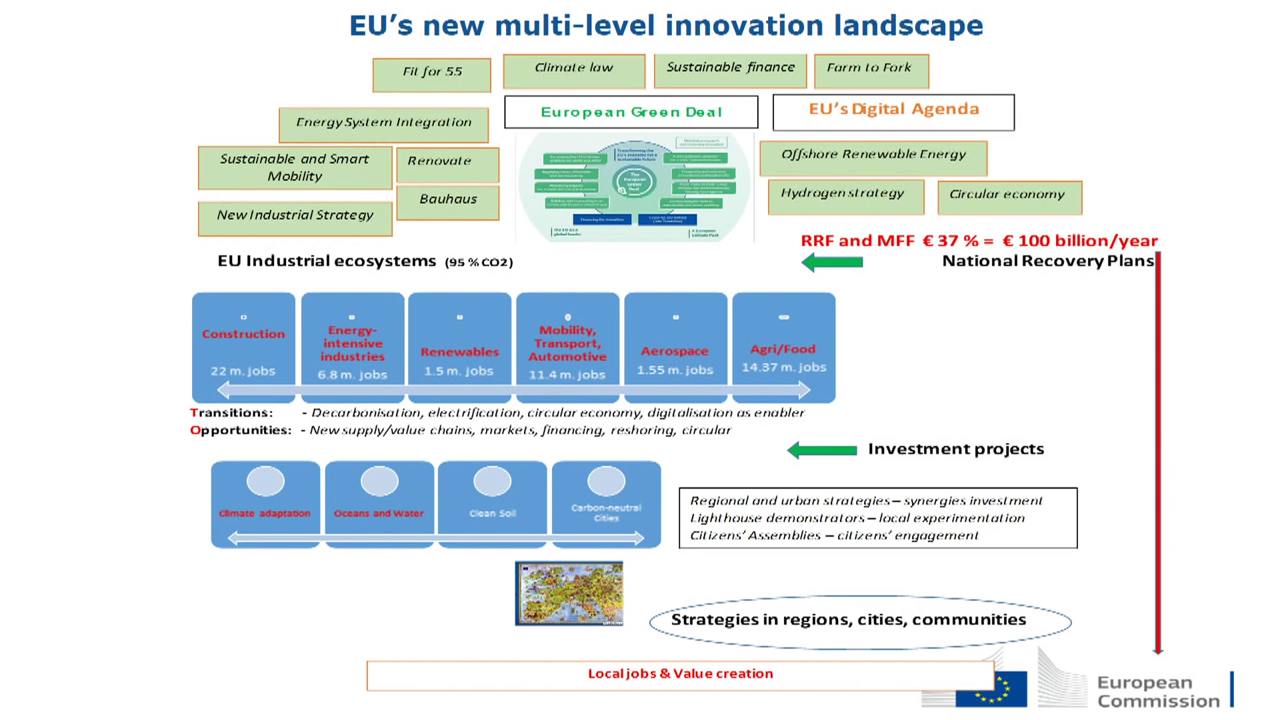 EU’s new multi-level innovation landscape
Fit for 55
Climate law
Sustainable finance
Farm to Fork
Energy System Integration
European Green Deal
EU’s Digital Agenda
Sustainable and Smart
Mobility
Renovate
Offshore Renewable Energy
New Industrial Strategy
Bauhaus
Hydrogen strategy
Circular economy
The
European
Green
Deal
RRF and MFF € 37 % = € 100 billion/year
EU Industrial ecosystems (95 % CO2)
National Recovery Plans
Construction
22 m. jobs
Energy-
intensive
industries
6.8 m. jobs
Renewables
1.5 m. jobs
Mobility,
Transport,
Automotive
11.4 m. jobs
Aerospace
1.55 m. jobs
Agri/Food
14.37 m. jobs
Transitions: - Decarbonisation, electrification, circular economy, digitalisation as enabler
Opportunities: - New supply/value chains, markets, financing, reshoring, circular
Investment projects
Climate adaptation
Oceans and Water
Clean Soil
Carbon-neutral
Cities
Regional and urban strategies – synergies investment
Lighthouse demonstrators – local experimentation
Citizens’ Assemblies – citizens’ engagement
Strategies in regions, cities, communities
Local jobs & Value creation
European
Commission